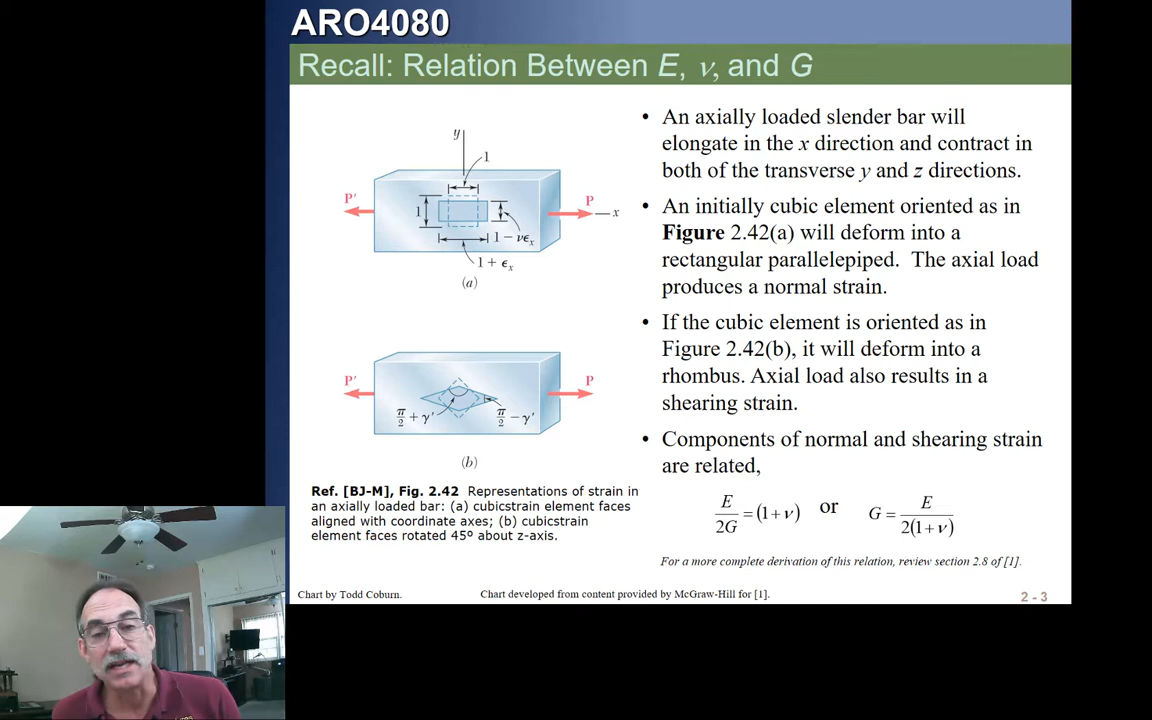 ARO4080
Recall: Relation Between E, ν, and G
y
1
P'
P
1
x
1 − νϵx
1 + ϵx
(a)
P'
P
π/2 + γ'
π/2 − γ'
(b)
Ref. [BJ-M], Fig. 2.42 Representations of strain in
an axially loaded bar: (a) cubicstrain element faces
aligned with coordinate axes; (b) cubicstrain
element faces rotated 45º about z-axis.
• An axially loaded slender bar will
elongate in the x direction and contract in
both of the transverse y and z directions.
• An initially cubic element oriented as in
Figure 2.42(a) will deform into a
rectangular parallelepiped. The axial load
produces a normal strain.
• If the cubic element is oriented as in
Figure 2.42(b), it will deform into a
rhombus. Axial load also results in a
shearing strain.
• Components of normal and shearing strain
are related,
E/2G = (1 + ν) or G = E/2(1 + ν)
For a more complete derivation of this relation, review section 2.8 of [1].
Chart by Todd Coburn.
Chart developed from content provided by McGraw-Hill for [1].
2 - 3